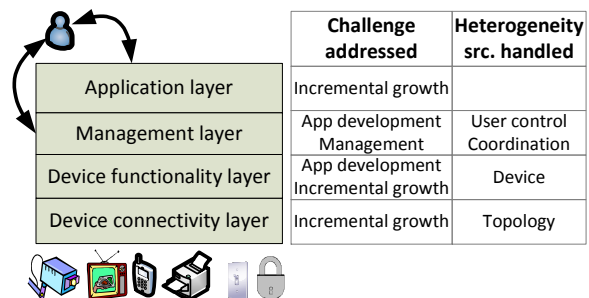 Challenge addressed
Heterogeneity src. handled
Application layer
Incremental growth
Management layer
App development
Management
User control
Coordination
Device functionality layer
App development
Incremental growth
Device
Device connectivity layer
Incremental growth
Topology